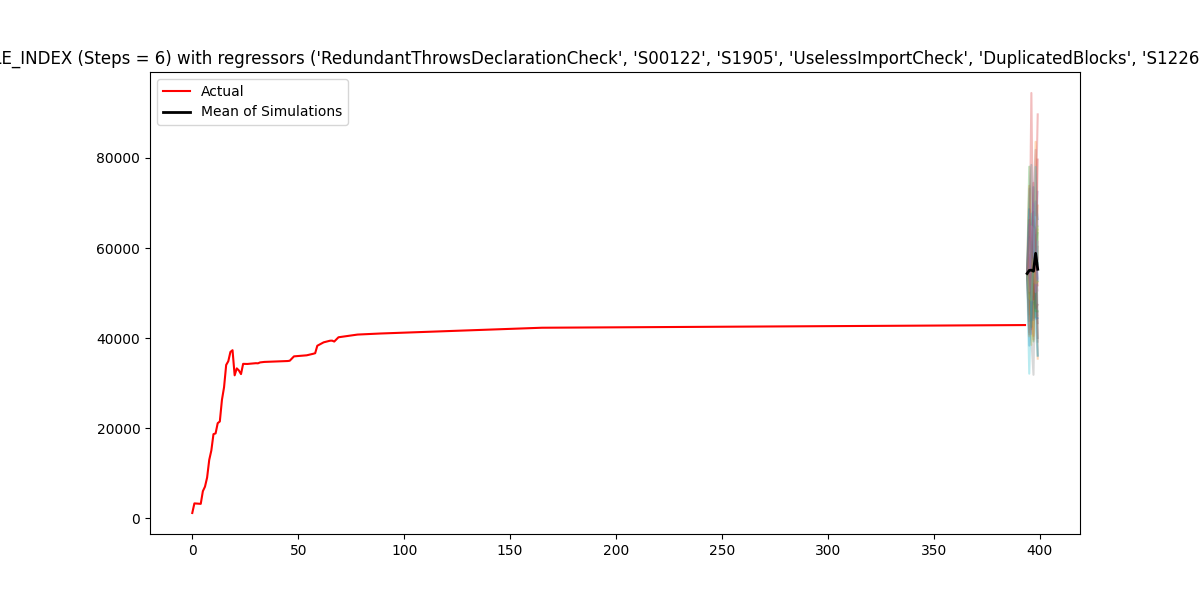 E_INDEX (Steps = 6) with regressors ('RedundantThrowsDeclarationCheck', 'S00122', 'S1905', 'UselessImportCheck', 'DuplicatedBlocks', 'S1226
Actual
Mean of Simulations
80000
60000
40000
20000
0
0 50 100 150 200 250 300 350 400